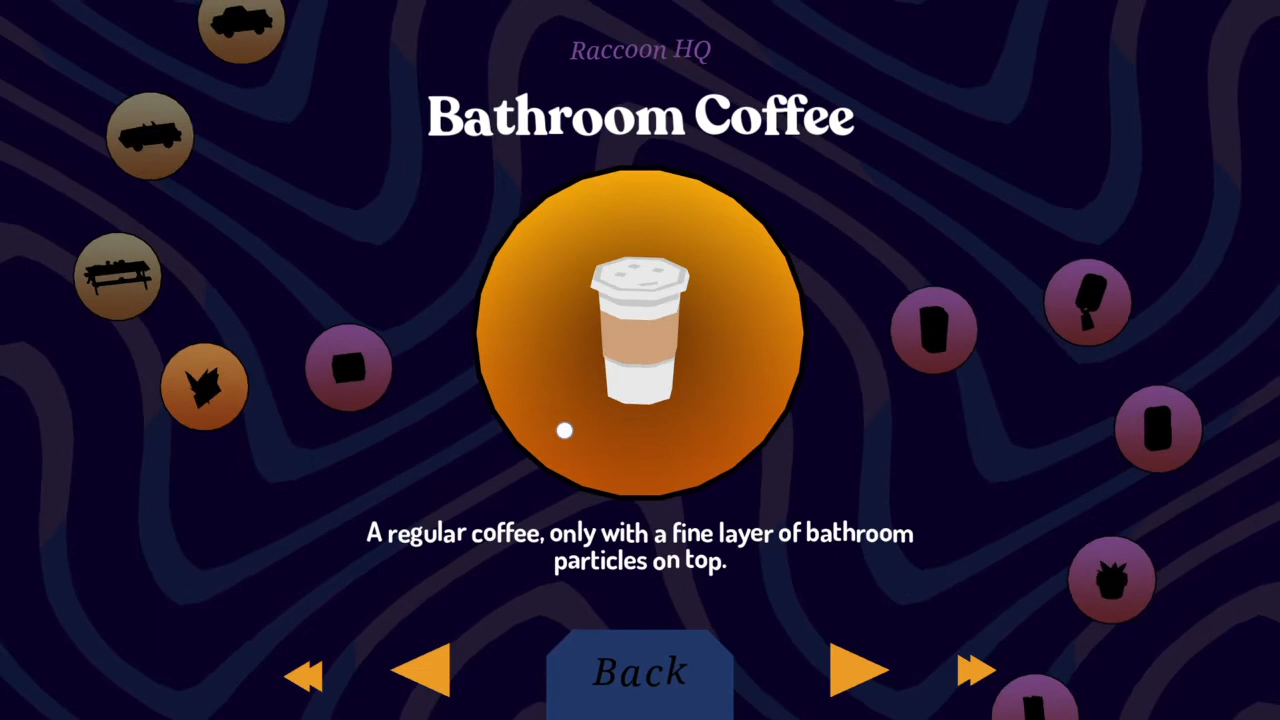 Raccoon HQ
Bathroom Coffee
A regular coffee, only with a fine layer of bathroom
particles on top.
Back